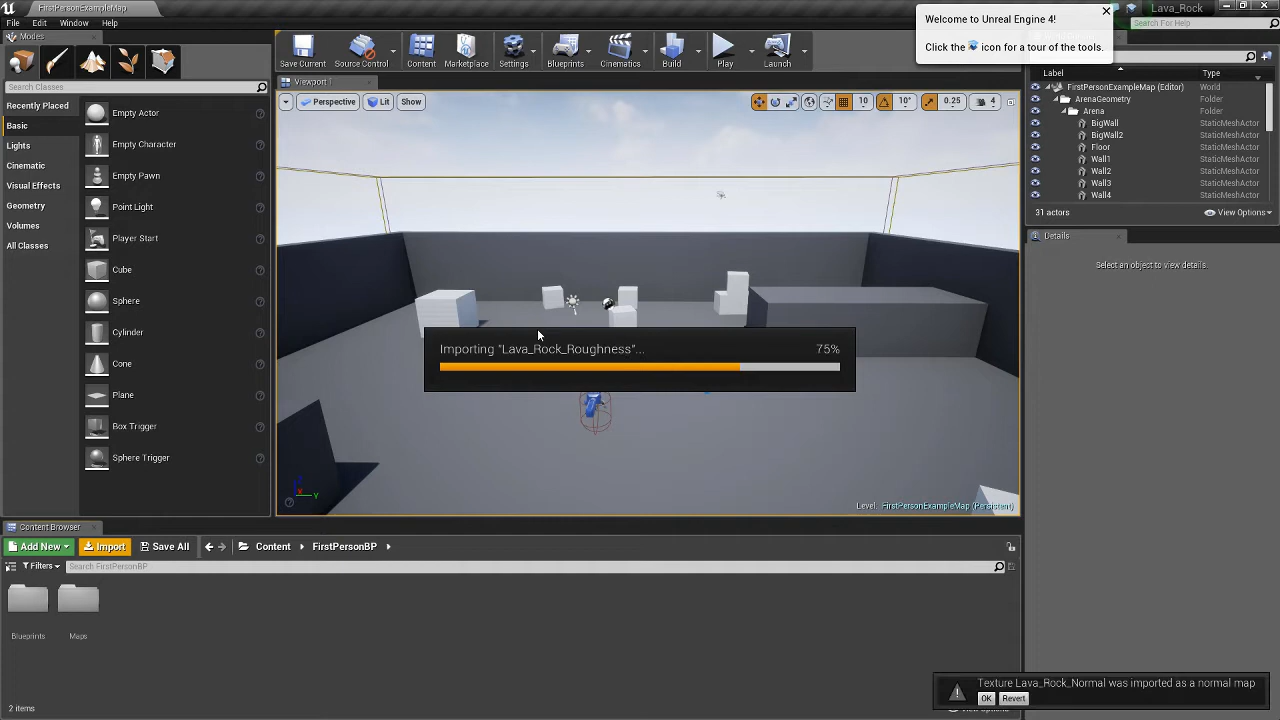 FirstPersonExampleMap
Lava_Rock
File Edit Window Help
Search For Help
Welcome to Unreal Engine 4!
Click the icon for a tour of the tools.
Modes
Search Classes
Recently Placed
Basic
Lights
Cinematic
Visual Effects
Geometry
Volumes
All Classes
Empty Actor
Empty Character
Empty Pawn
Point Light
Player Start
Cube
Sphere
Cylinder
Cone
Plane
Box Trigger
Sphere Trigger
Save Current Source Control Content Marketplace Settings Blueprints Cinematics Build Play Launch
Viewport 1
Perspective Lit Show 10 10° 0.25 4
Importing "Lava_Rock_Roughness"... 75%
Level: FirstPersonExampleMap (Persistent)
Label Type
FirstPersonExampleMap (Editor) World
ArenaGeometry Folder
Arena Folder
BigWall StaticMeshActor
BigWall2 StaticMeshActor
Floor StaticMeshActor
Wall1 StaticMeshActor
Wall2 StaticMeshActor
Wall3 StaticMeshActor
Wall4 StaticMeshActor
31 actors View Options
Details
Select an object to view details.
Content Browser
Add New Import Save All Content FirstPersonBP
Filters Search FirstPersonBP
Blueprints Maps
2 items
Texture Lava_Rock_Normal was imported as a normal map
OK Revert